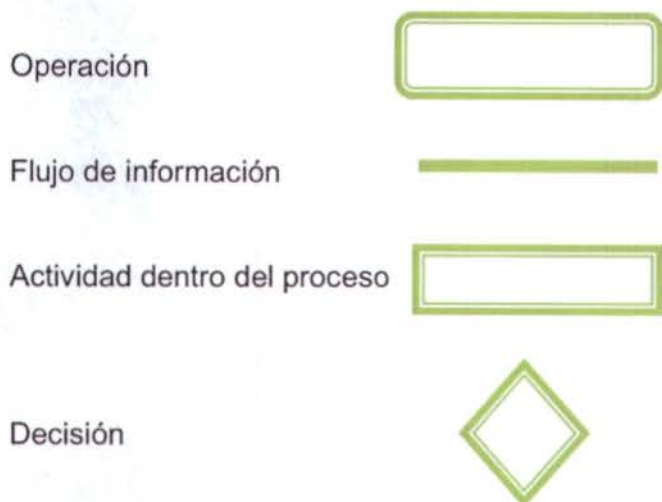 Operación
Flujo de información
Actividad dentro del proceso
Decisión